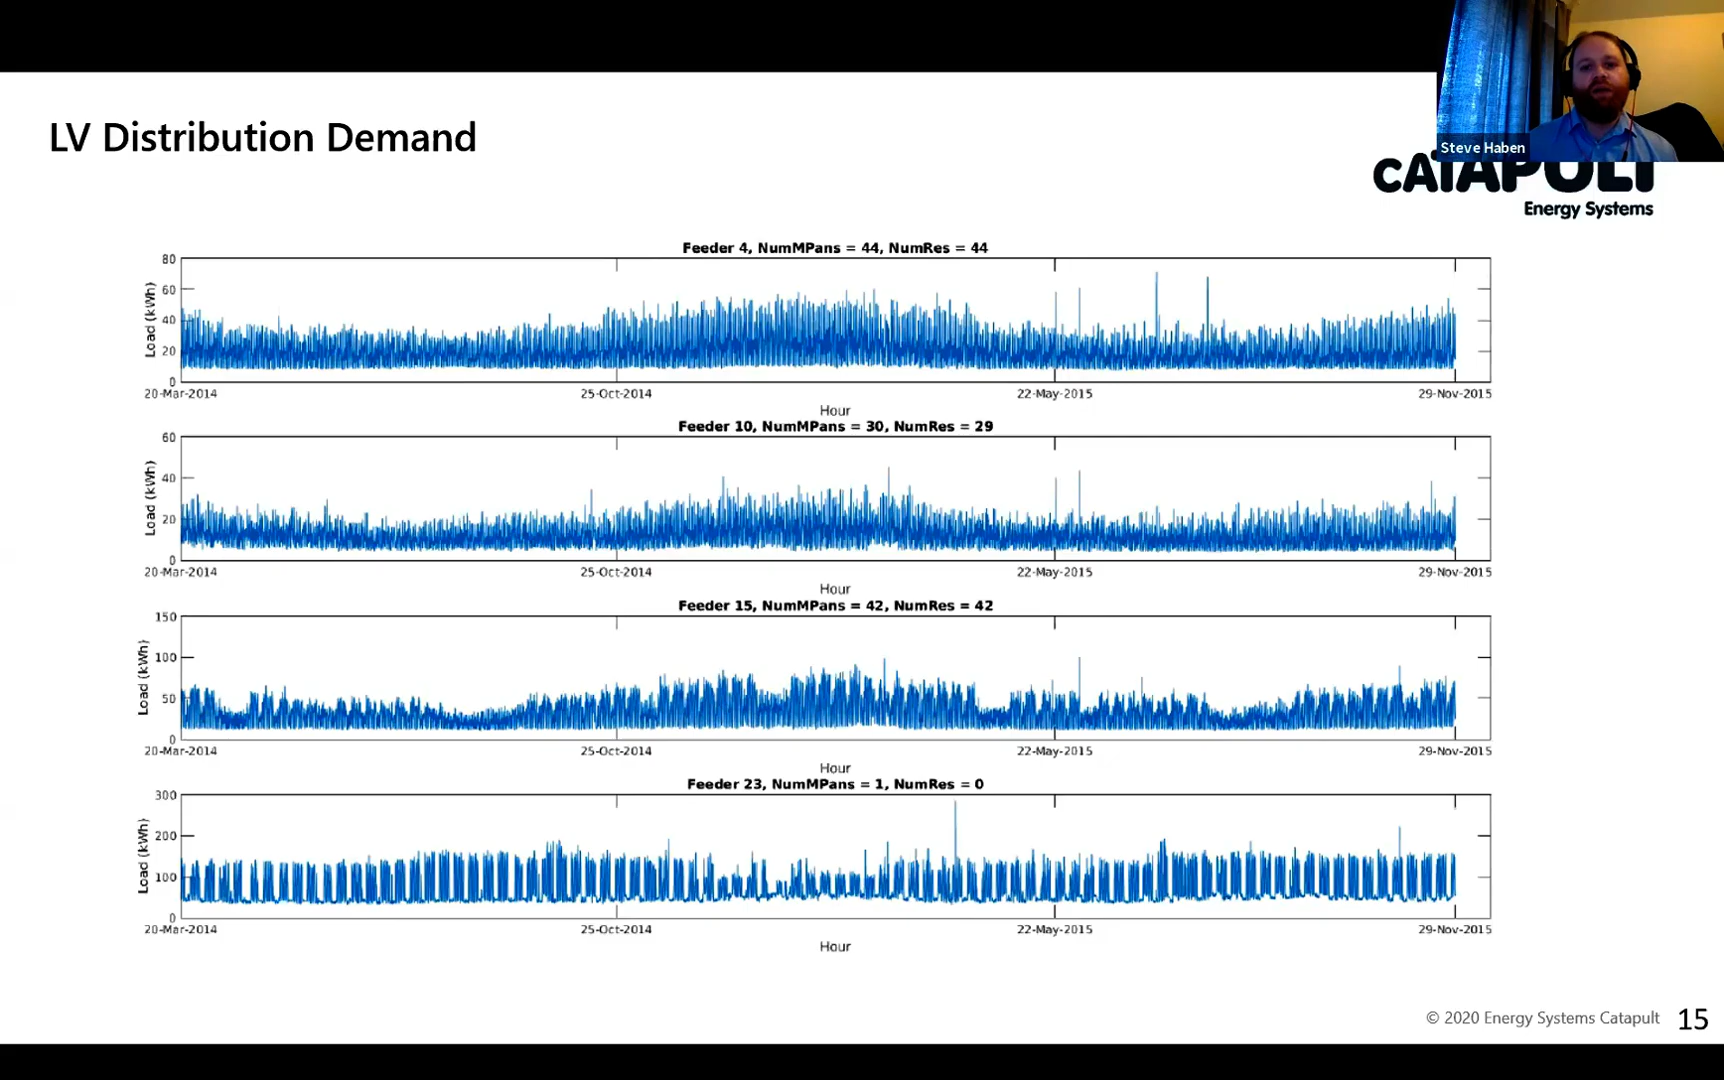 Steve Haben
LV Distribution Demand
CATAPULT
Energy Systems
Feeder 4, NumMPans = 44, NumRes = 44
80
60
40
20
0
Load (kWh)
20-Mar-2014 25-Oct-2014 22-May-2015 29-Nov-2015
Hour
Feeder 10, NumMPans = 30, NumRes = 29
60
40
20
0
Load (kWh)
20-Mar-2014 25-Oct-2014 22-May-2015 29-Nov-2015
Hour
Feeder 15, NumMPans = 42, NumRes = 42
150
100
50
0
Load (kWh)
20-Mar-2014 25-Oct-2014 22-May-2015 29-Nov-2015
Hour
Feeder 23, NumMPans = 1, NumRes = 0
300
200
100
0
Load (kWh)
20-Mar-2014 25-Oct-2014 22-May-2015 29-Nov-2015
Hour
© 2020 Energy Systems Catapult 15